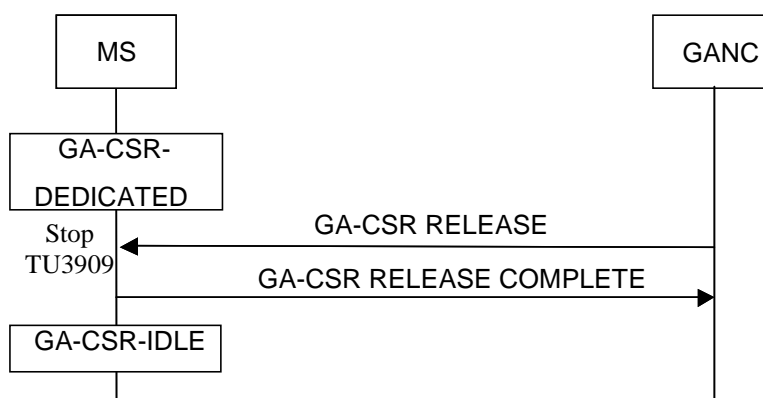 MS
GANC
GA-CSR-
DEDICATED
Stop
TU3909
GA-CSR RELEASE
GA-CSR RELEASE COMPLETE
GA-CSR-IDLE